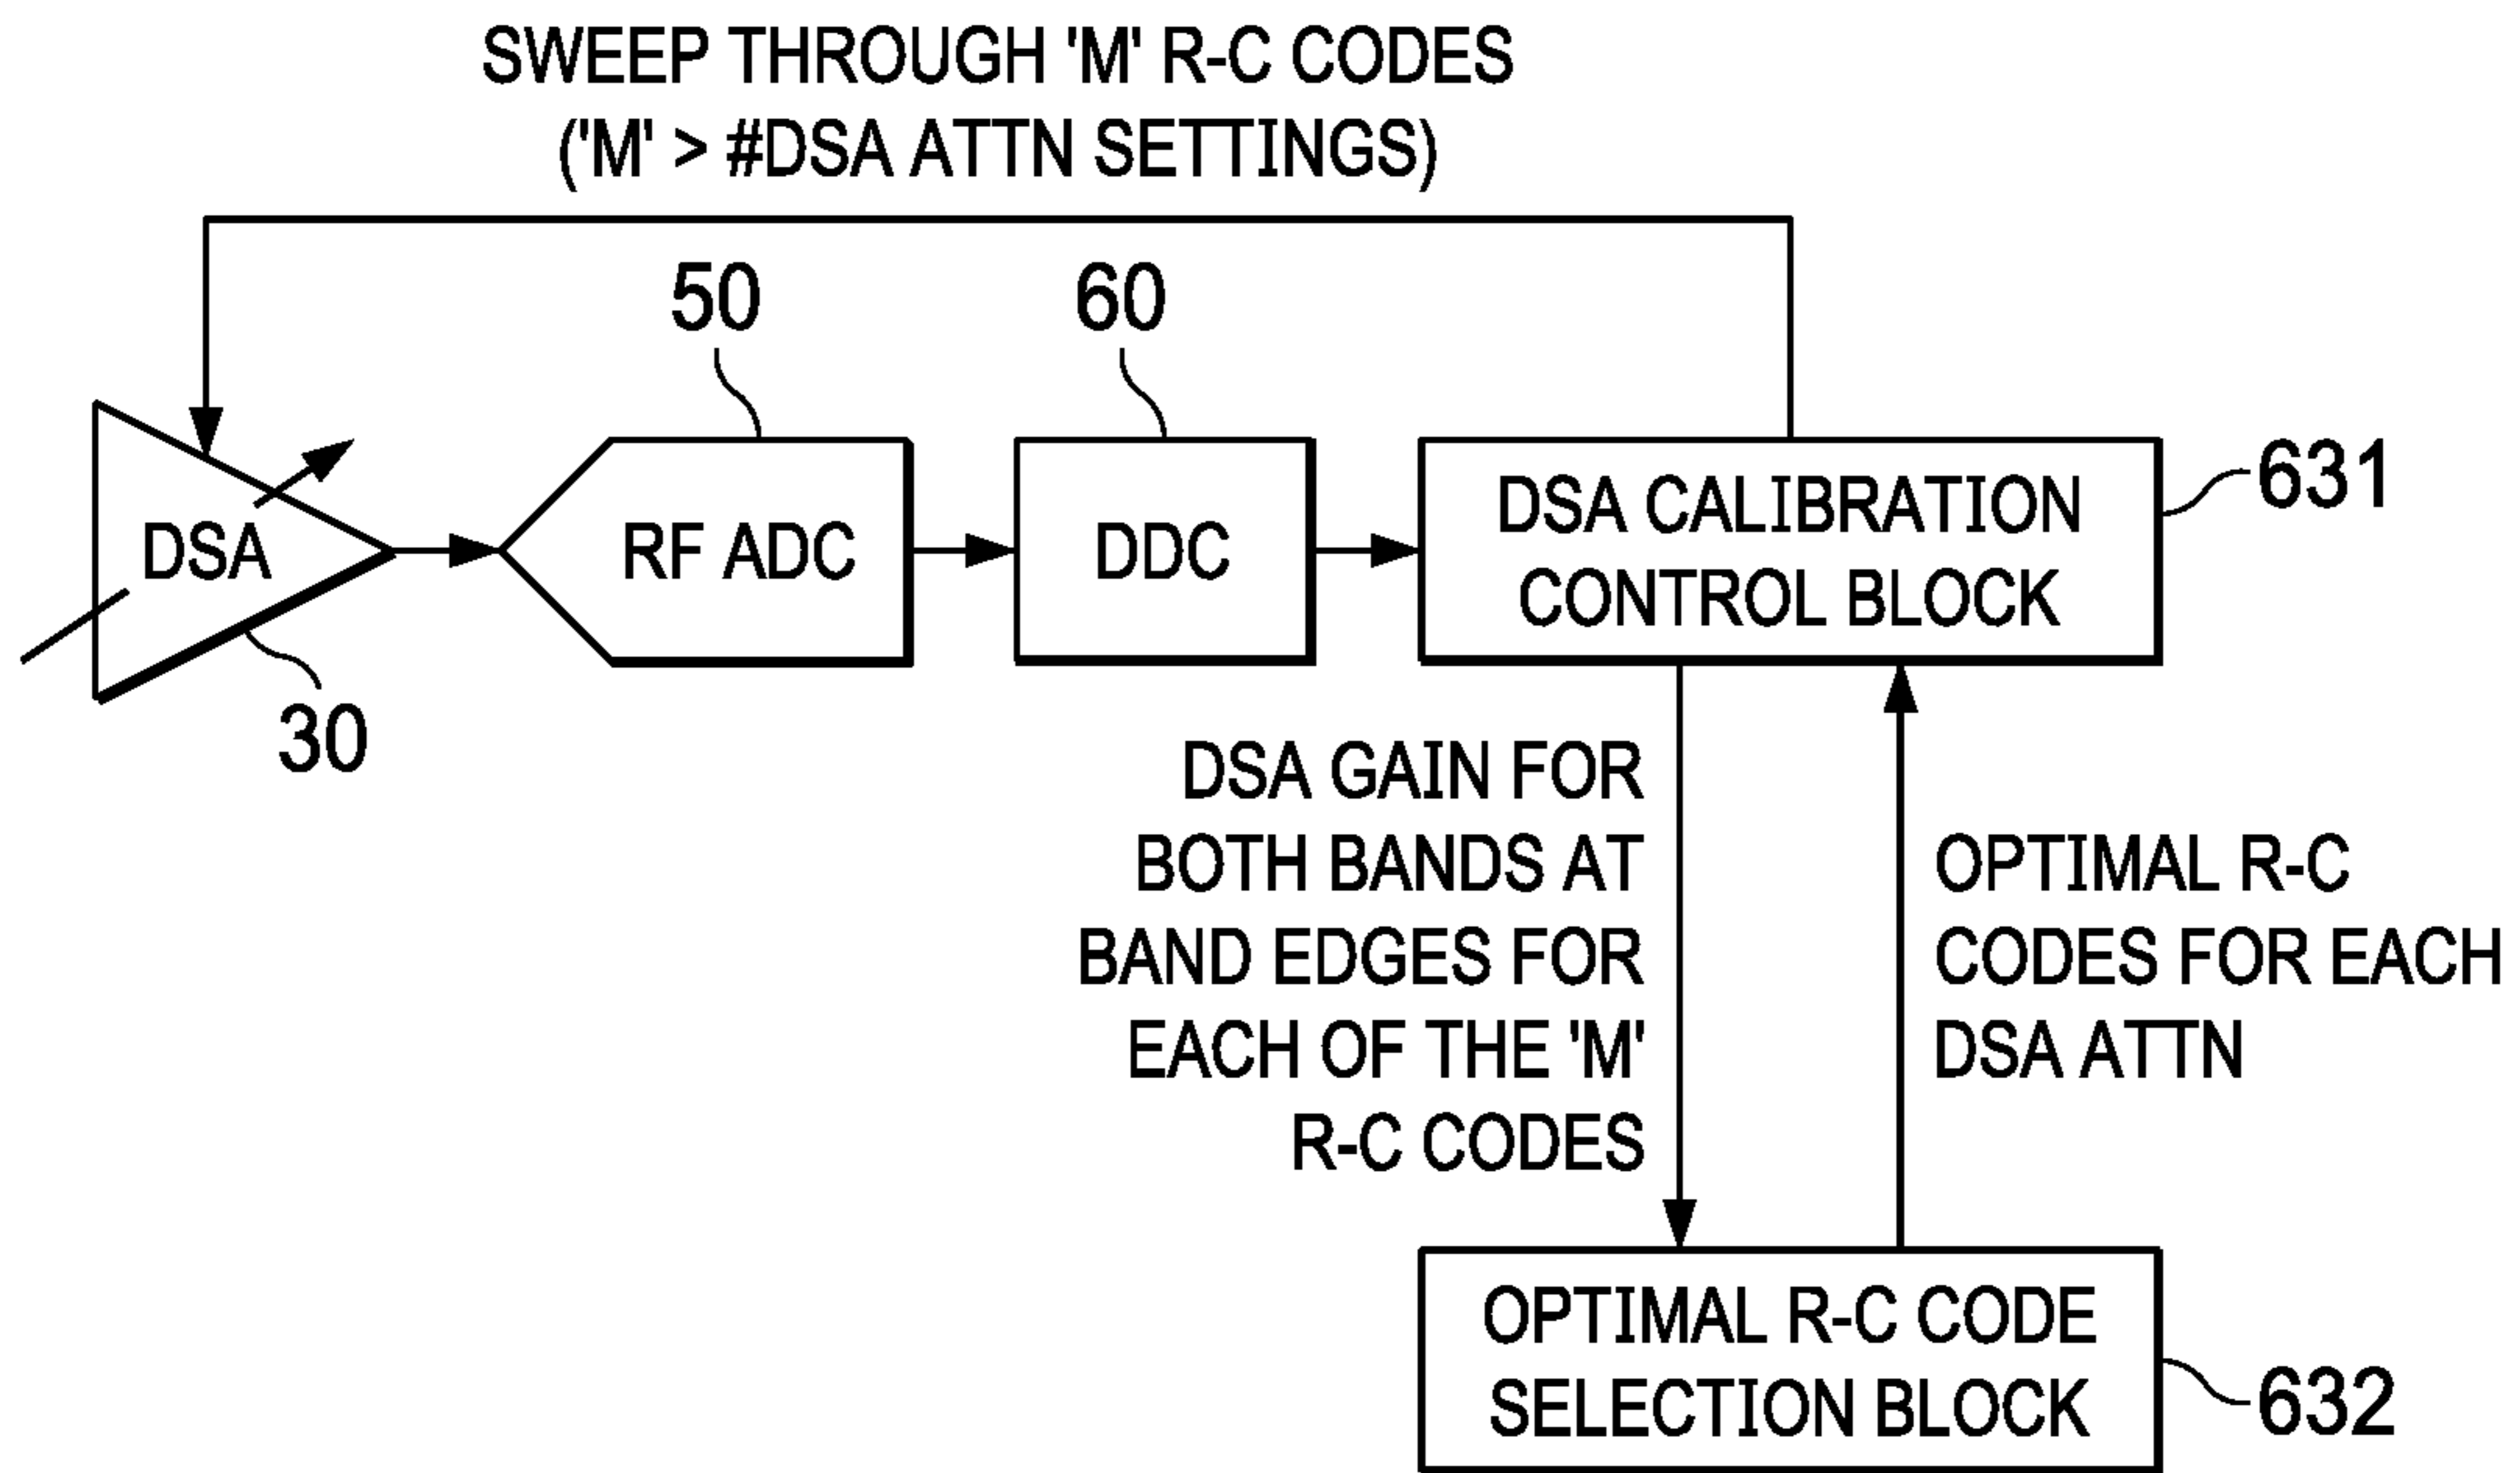 SWEEP THROUGH 'M' R-C CODES
('M' > #DSA ATTN SETTINGS)
50
60
DSA
RF ADC
DDC
DSA CALIBRATION
CONTROL BLOCK
631
30
DSA GAIN FOR
BOTH BANDS AT
BAND EDGES FOR
EACH OF THE 'M'
R-C CODES
OPTIMAL R-C
CODES FOR EACH
DSA ATTN
OPTIMAL R-C CODE
SELECTION BLOCK
632